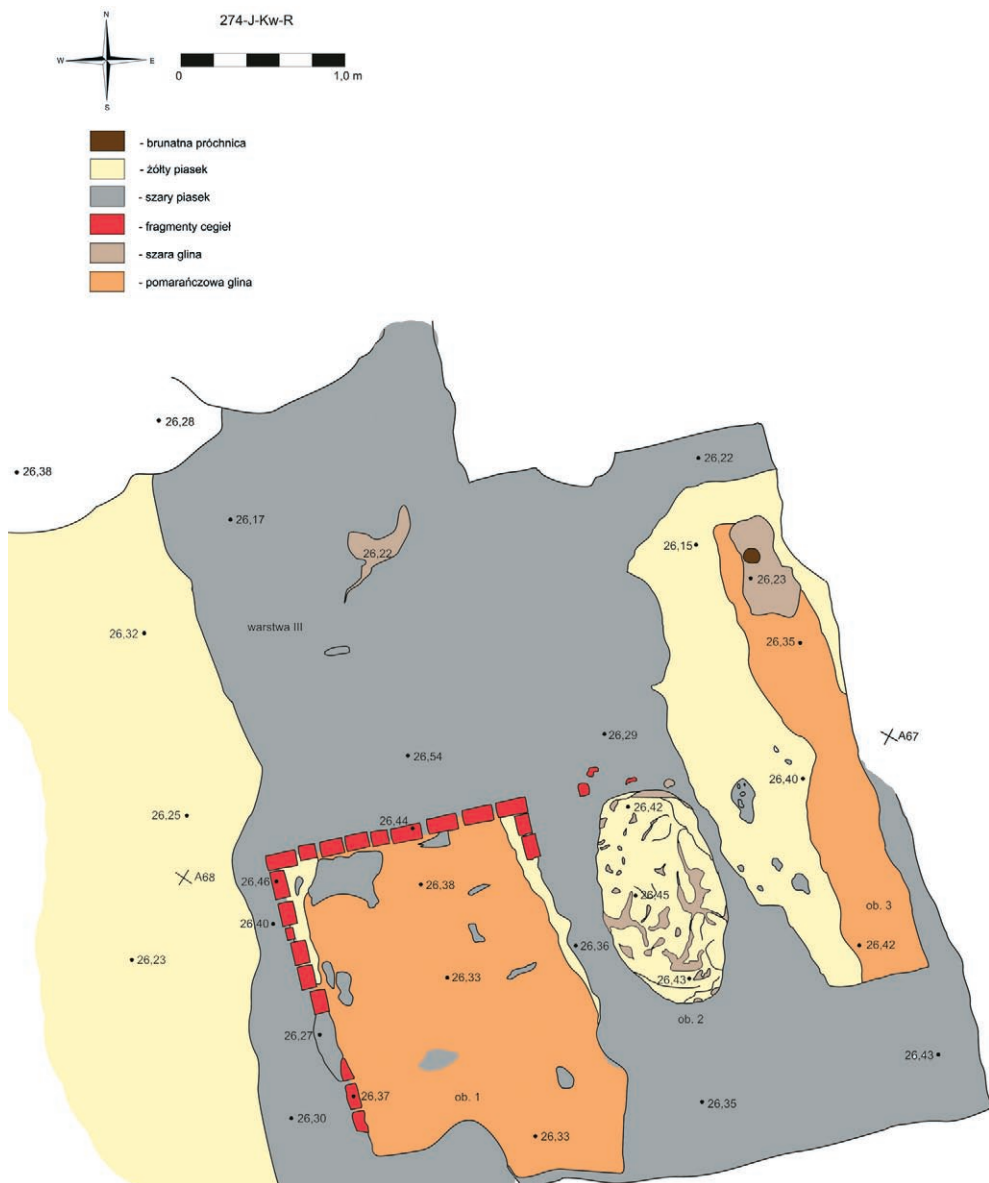 274-J-Kw-R
N
W E
S
0 1,0 m
- brunatna próchnica
- żółty piasek
- szary piasek
- fragmenty cegieł
- szara glina
- pomarańczowa glina
26,28
26,38
26,22
26,17
26,22
26,15
26,23
26,32
warstwa III
26,35
26,29
A67
26,54
26,40
26,42
26,25
26,44
A68
26,46
26,38
26,45
ob. 3
26,40
26,36
26,42
26,23
26,33
26,43
ob. 2
26,27
26,43
26,37
ob. 1
26,35
26,30
26,33